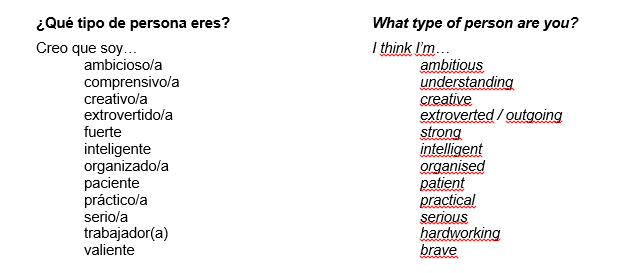 ¿Qué tipo de persona eres? What type of person are you?
Creo que soy… I think I'm…
ambicioso/a ambitious
comprensivo/a understanding
creativo/a creative
extrovertido/a extroverted / outgoing
fuerte strong
inteligente intelligent
organizado/a organised
paciente patient
práctico/a practical
serio/a serious
trabajador(a) hardworking
valiente brave